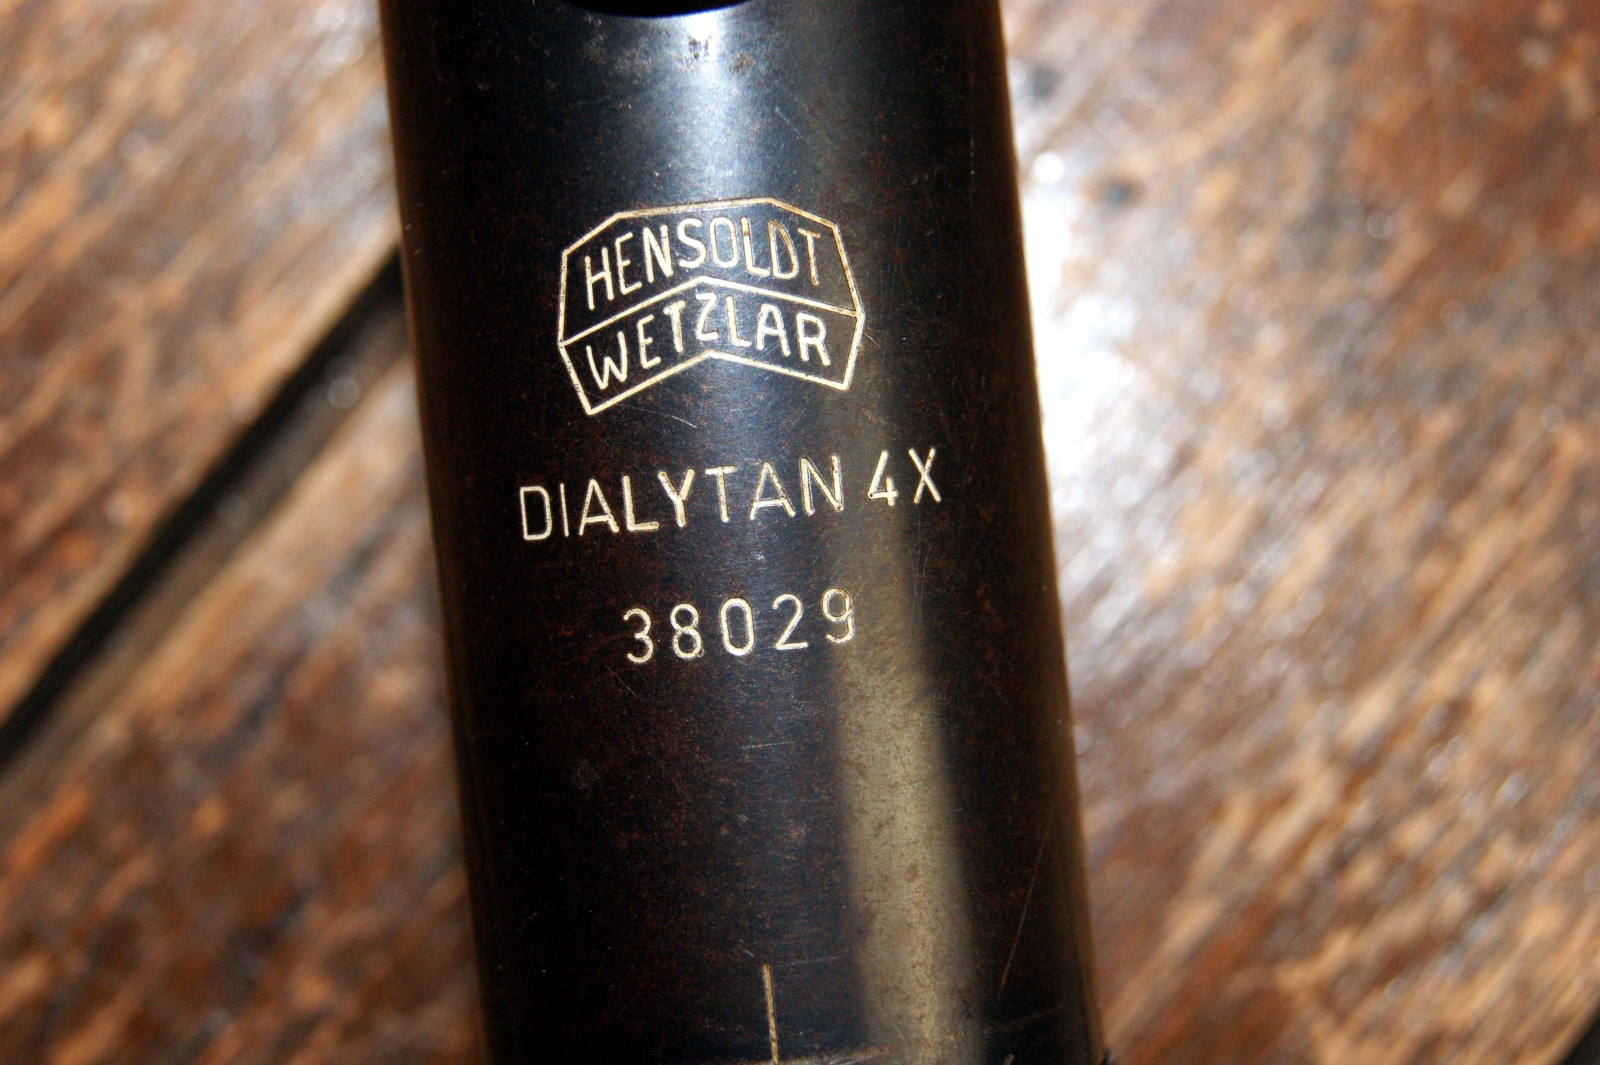 HENSOLDT
WETZLAR
DIALYTAN 4X
38029